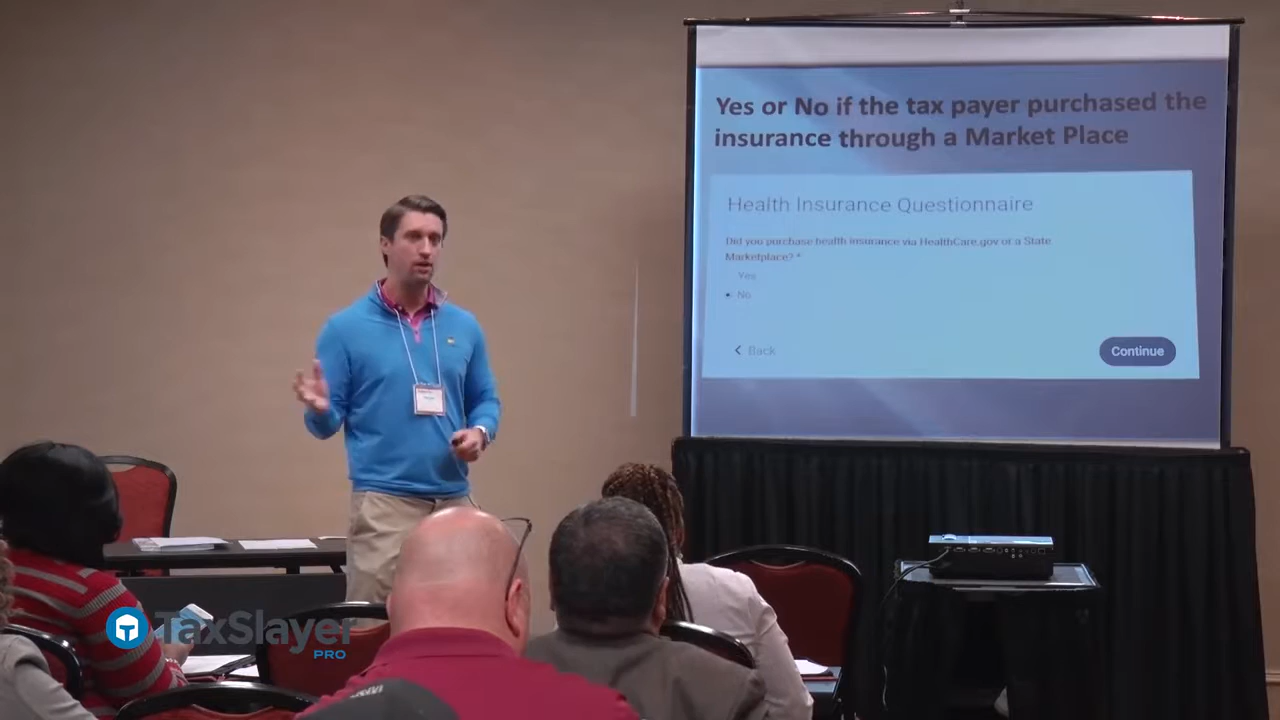 Yes or No if the tax payer purchased the
insurance through a Market Place
Health Insurance Questionnaire
Did you purchase health insurance via HealthCare.gov or a State
Marketplace? *
Yes
No
Back
Continue
TaxSlayer
PRO